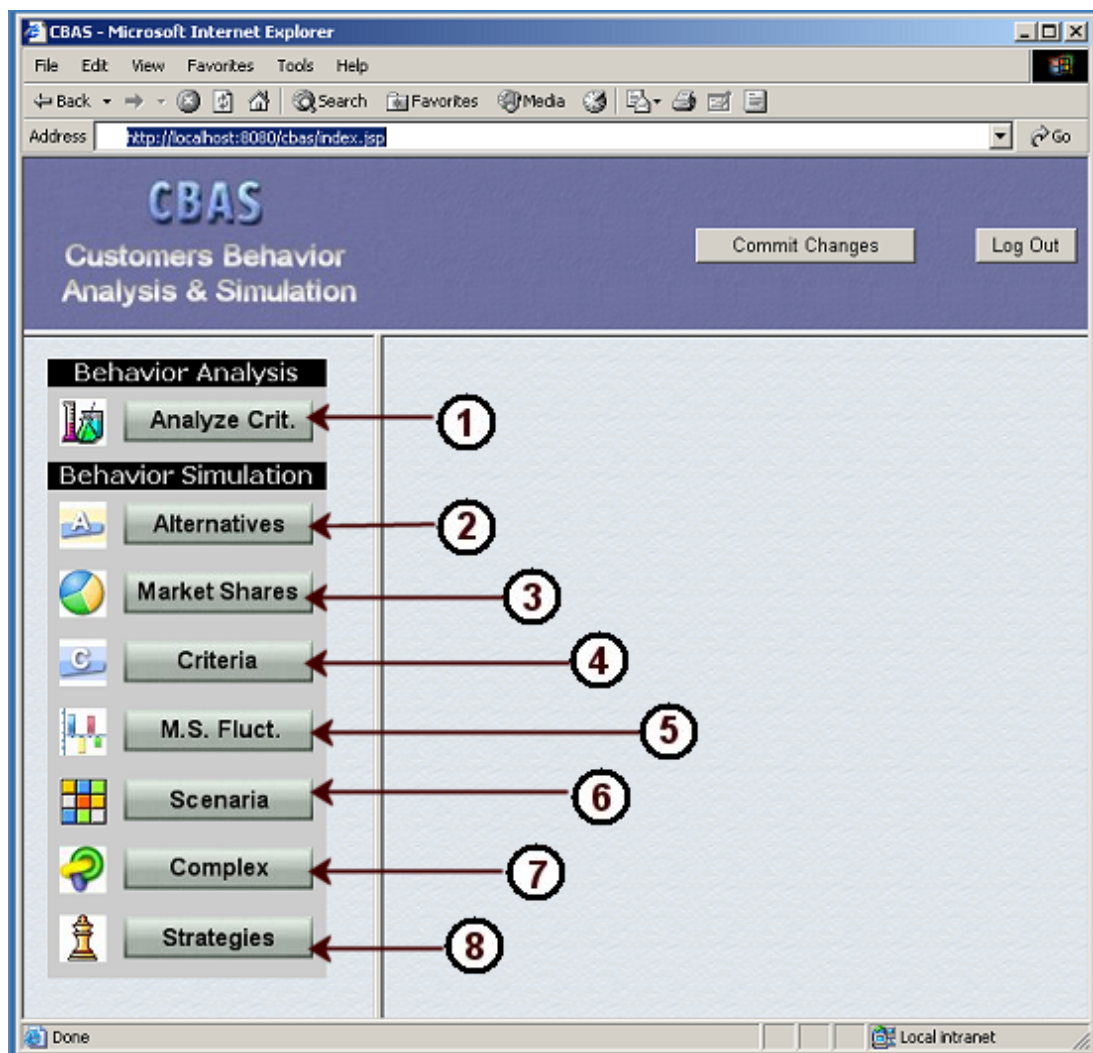 CBAS - Microsoft Internet Explorer
File Edit View Favorites Tools Help
Back Search Favorites Media
Address http://localhost:8080/cbas/index.jsp Go
CBAS
Customers Behavior
Analysis & Simulation
Commit Changes Log Out
Behavior Analysis
Analyze Crit. 1
Behavior Simulation
A Alternatives 2
Market Shares 3
C Criteria 4
M.S. Fluct. 5
Scenaria 6
Complex 7
Strategies 8
Done Local intranet